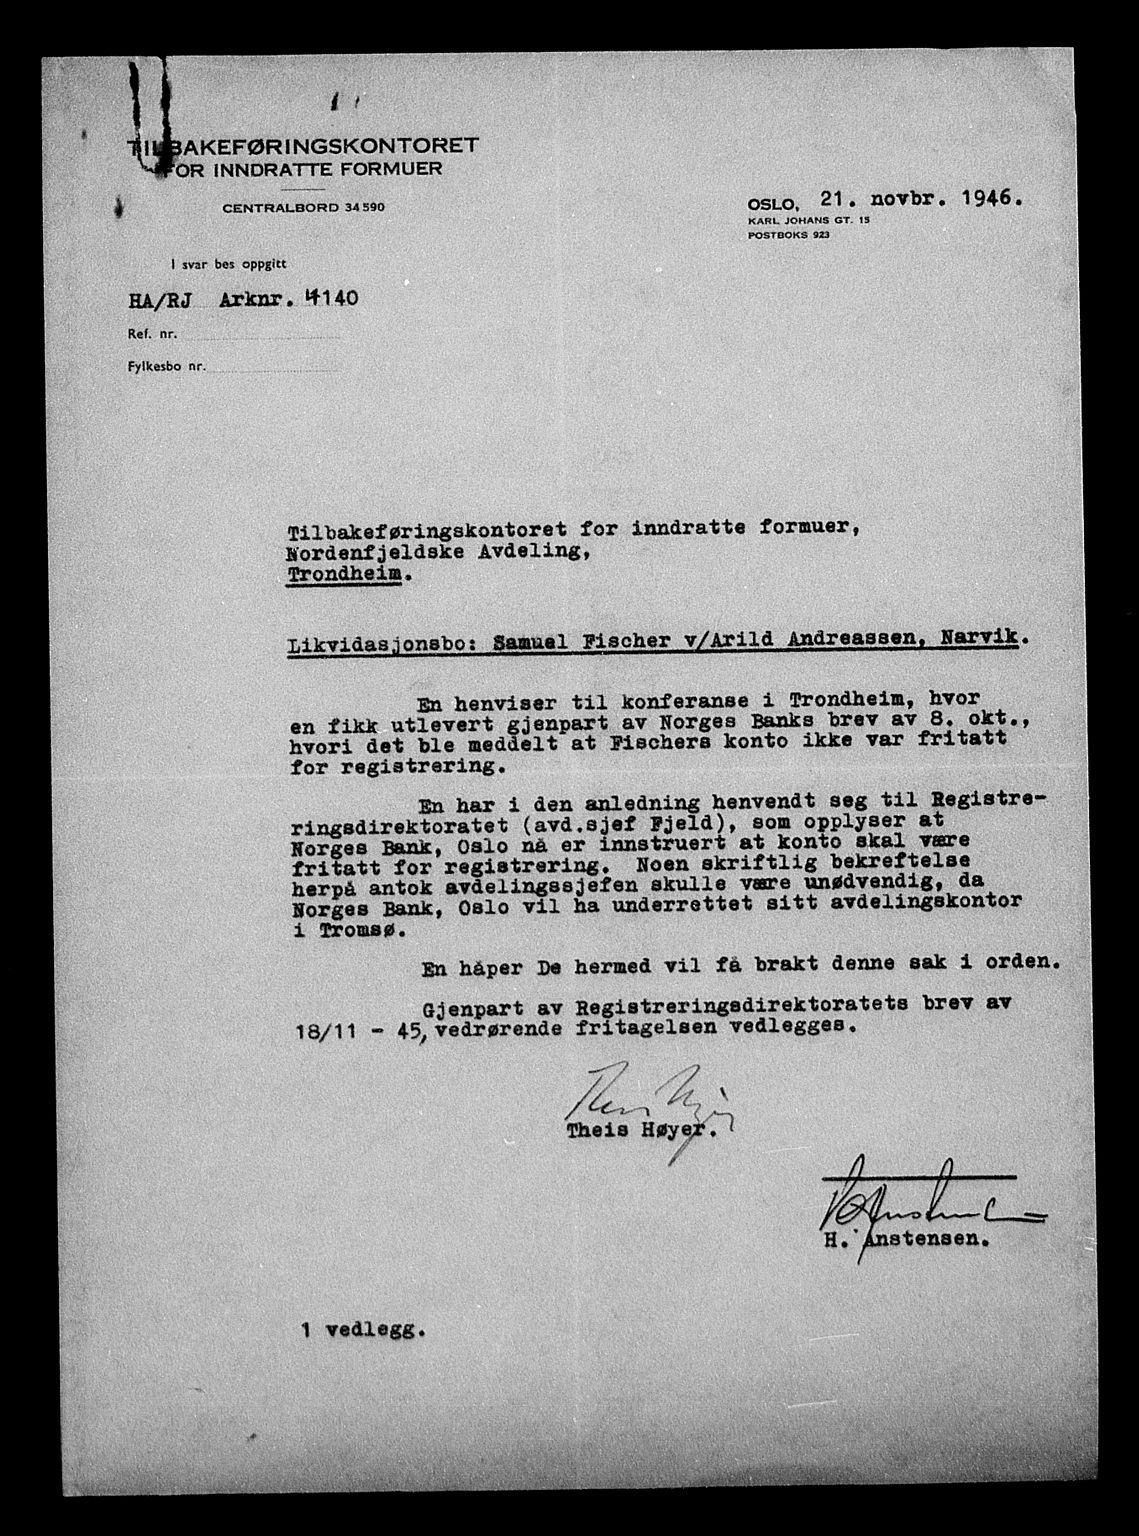 TILBAKEFØRINGSKONTORET
FOR INNDRATTE FORMUER
CENTRALBORD 34590
OSLO, 21. novbr. 1946.
KARL JOHANS GT. 15
POSTBOKS 923
I svar bes oppgitt
HA/RJ Arknr. 4140
Ref. nr.
Fylkesbo nr.
Tilbakeføringskontoret for inndratte formuer,
Nordenfjeldske Avdeling,
Trondheim.
Likvidasjonsbo: Samuel Fischer v/Arild Andreassen, Narvik.
En henviser til konferanse i Trondheim, hvor
en fikk utlevert gjenpart av Norges Banks brev av 8. okt.,
hvori det ble meddelt at Fischers konto ikke var fritatt
for registrering.
En har i den anledning henvendt seg til Registre-
ringsdirektoratet (avd.sjef Fjeld), som opplyser at
Norges Bank, Oslo nå er innstruert at konto skal være
fritatt for registrering. Noen skriftlig bekreftelse
herpå antok avdelingssjefen skulle være unødvendig, da
Norges Bank, Oslo vil ha underrettet sitt avdelingskontor
i Tromsø.
En håper De hermed vil få brakt denne sak i orden.
Gjenpart av Registreringsdirektoratets brev av
18/11 - 45, vedrørende fritagelsen vedlegges.
Theis Høyer
Theis Høyer.
H. Anstensen
H. Anstensen.
1 vedlegg.